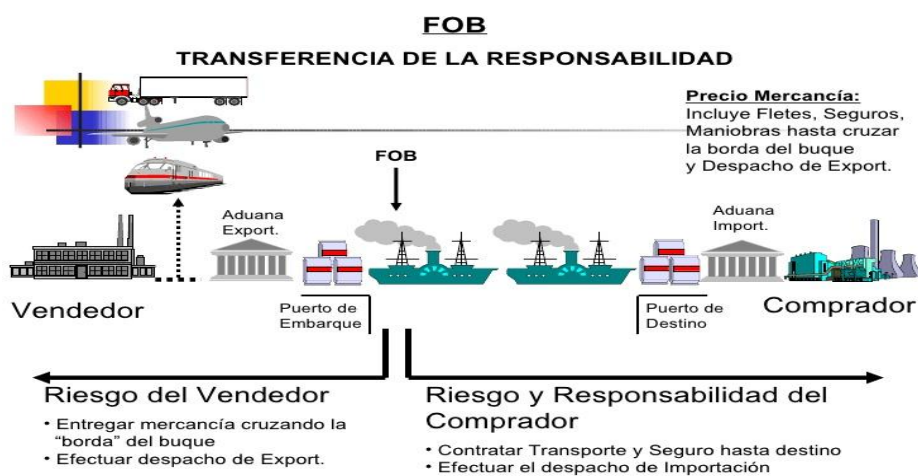 FOB
TRANSFERENCIA DE LA RESPONSABILIDAD
Precio Mercancía:
Incluye Fletes, Seguros,
Maniobras hasta cruzar
la borda del buque
y Despacho de Export.
FOB
Aduana
Export.
Aduana
Import.
Vendedor
Puerto de
Embarque
Puerto de
Destino
Comprador
Riesgo del Vendedor
• Entregar mercancía cruzando la
“borda” del buque
• Efectuar despacho de Export.
Riesgo y Responsabilidad del
Comprador
• Contratar Transporte y Seguro hasta destino
• Efectuar el despacho de Importación